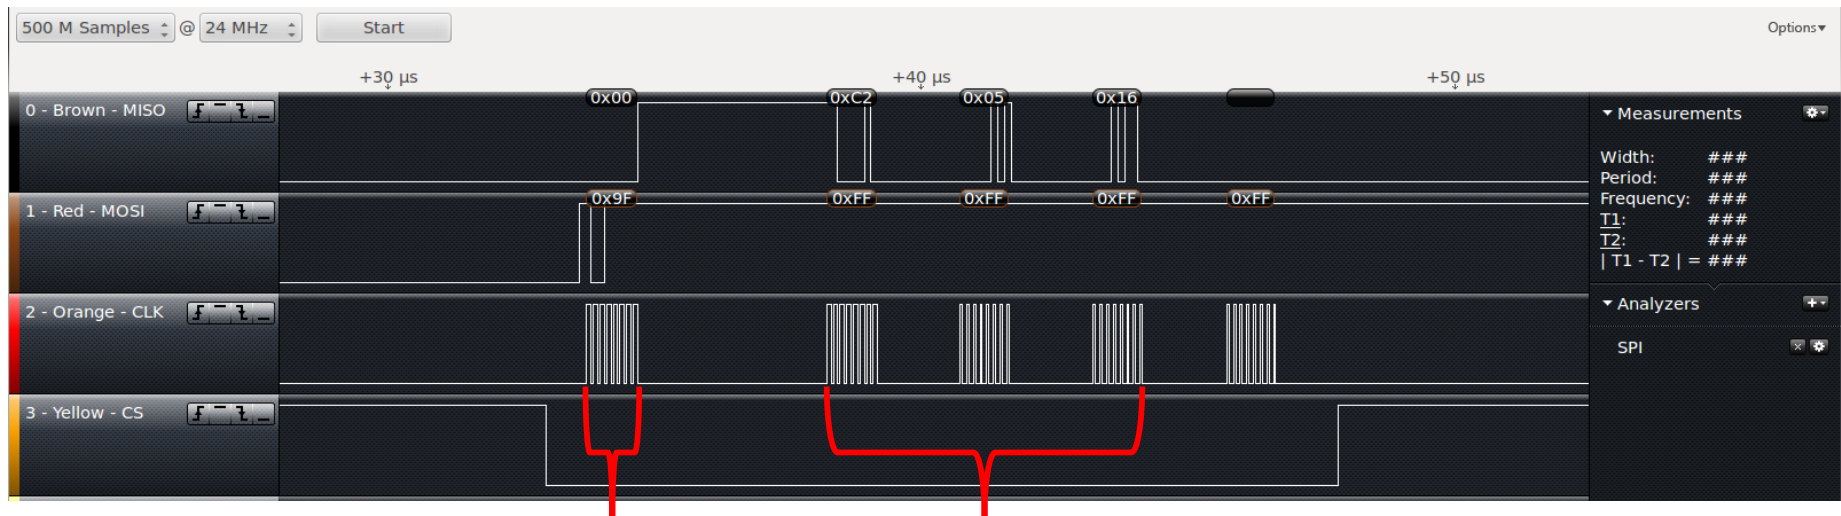 500 M Samples @ 24 MHz Start Options▾
+30 µs +40 µs +50 µs
0 - Brown - MISO 0x00 0xC2 0x05 0x16
1 - Red - MOSI 0x9F 0xFF 0xFF 0xFF 0xFF
2 - Orange - CLK
3 - Yellow - CS
Measurements
Width: ###
Period: ###
Frequency: ###
T1: ###
T2: ###
| T1 - T2 | = ###
Analyzers
SPI